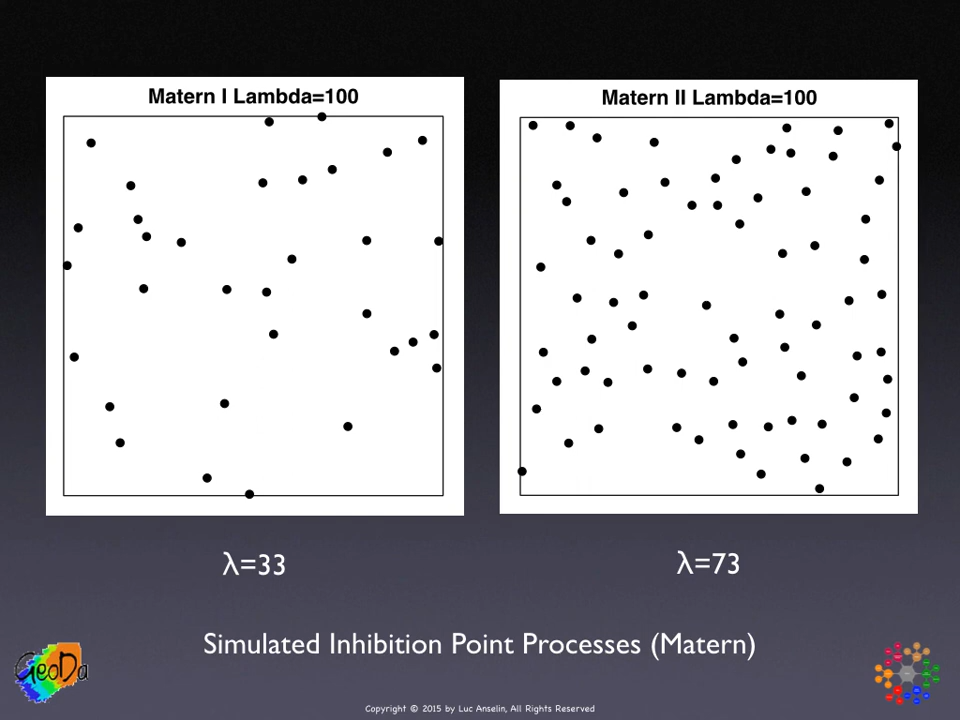 Matern I Lambda=100
Matern II Lambda=100
λ=33
λ=73
Simulated Inhibition Point Processes (Matern)
GeoDa
Copyright © 2015 by Luc Anselin, All Rights Reserved